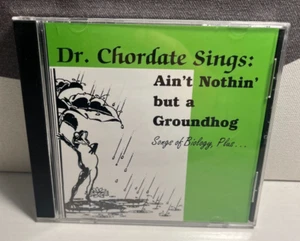 Dr. Chordate Sings:
Ain't Nothin'
but a
Groundhog
Songs of Biology, Plus...